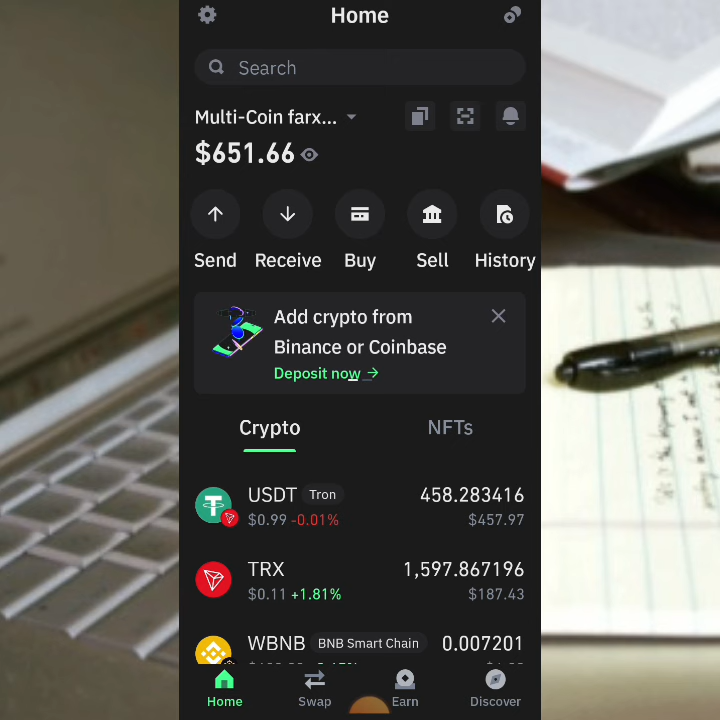 Home
Search
Multi-Coin farx...
$651.66
Send Receive Buy Sell History
Add crypto from
Binance or Coinbase
Deposit now →
Crypto NFTs
USDT Tron 458.283416
$0.99 -0.01% $457.97
TRX 1,597.867196
$0.11 +1.81% $187.43
WBNB BNB Smart Chain 0.007201
Home Swap Earn Discover